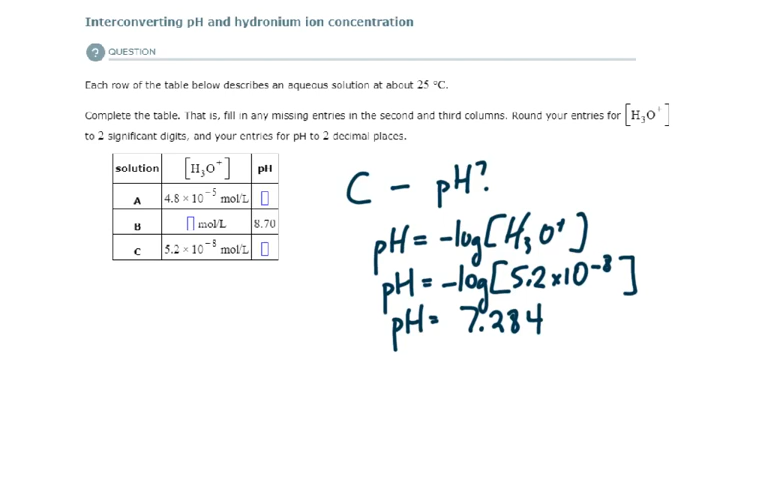 Interconverting pH and hydronium ion concentration
? QUESTION
Each row of the table below describes an aqueous solution at about 25 °C.
Complete the table. That is, fill in any missing entries in the second and third columns. Round your entries for [H₃O⁺]
to 2 significant digits, and your entries for pH to 2 decimal places.
solution [H₃O⁺] pH
A 4.8 × 10⁻⁵ mol/L
B mol/L 8.70
C 5.2 × 10⁻⁸ mol/L
C - pH?
pH = -log[H₃O⁺]
pH = -log[5.2×10⁻⁸]
pH = 7.284